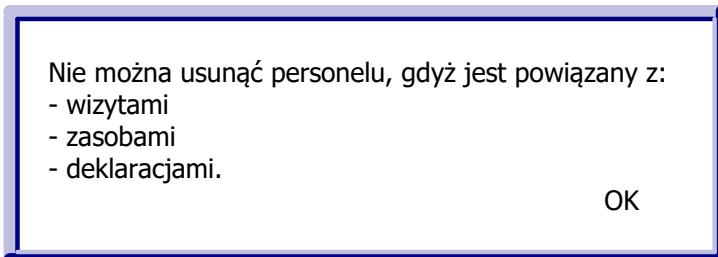 Nie można usunąć personelu, gdyż jest powiązany z:
- wizytami
- zasobami
- deklaracjami.
OK